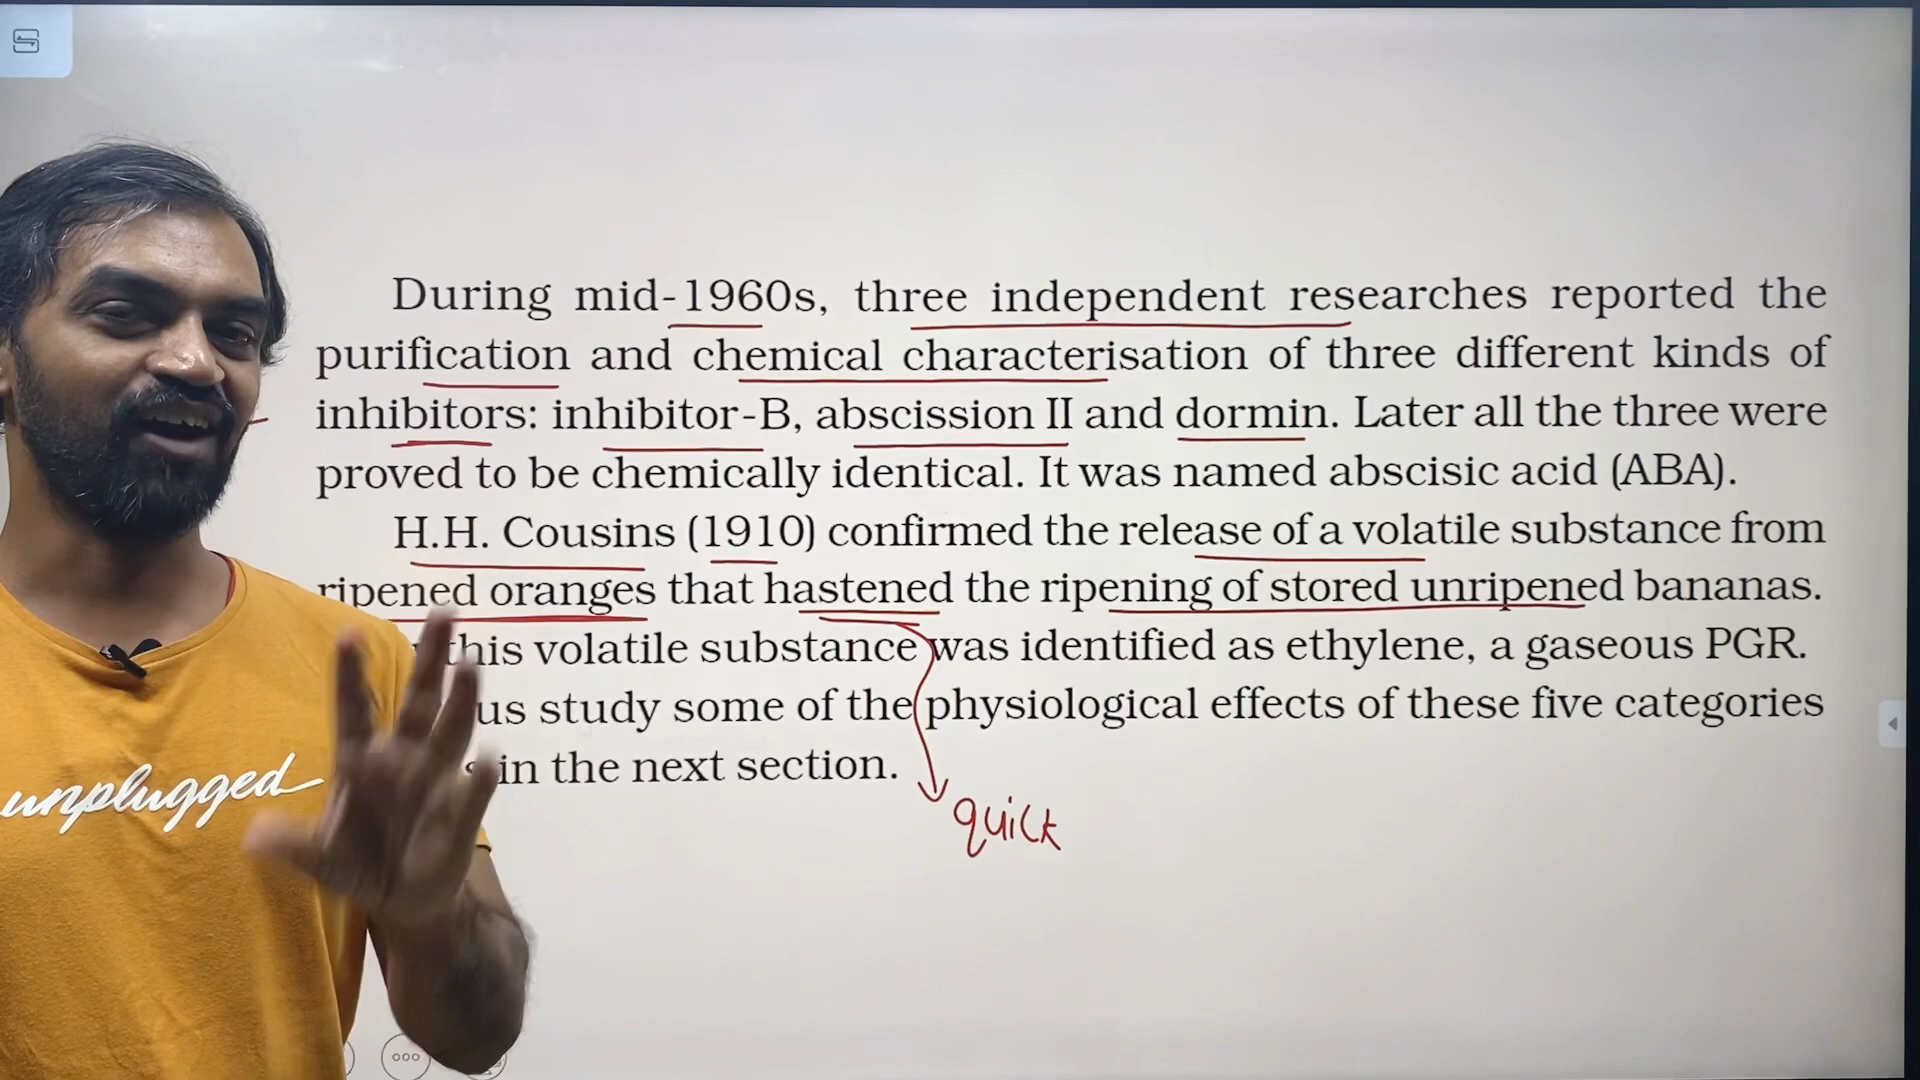 During mid-1960s, three independent researches reported the
purification and chemical characterisation of three different kinds of
inhibitors: inhibitor-B, abscission II and dormin. Later all the three were
proved to be chemically identical. It was named abscisic acid (ABA).
H.H. Cousins (1910) confirmed the release of a volatile substance from
ripened oranges that hastened the ripening of stored unripened bananas.
this volatile substance was identified as ethylene, a gaseous PGR.
us study some of the physiological effects of these five categories
in the next section.
quick
unplugged